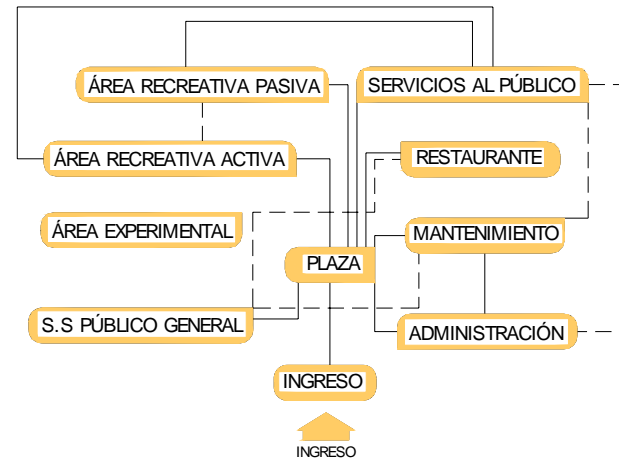 ÁREA RECREATIVA PASIVA
SERVICIOS AL PÚBLICO
ÁREA RECREATIVA ACTIVA
RESTAURANTE
ÁREA EXPERIMENTAL
MANTENIMIENTO
PLAZA
S.S PÚBLICO GENERAL
ADMINISTRACIÓN
INGRESO
INGRESO